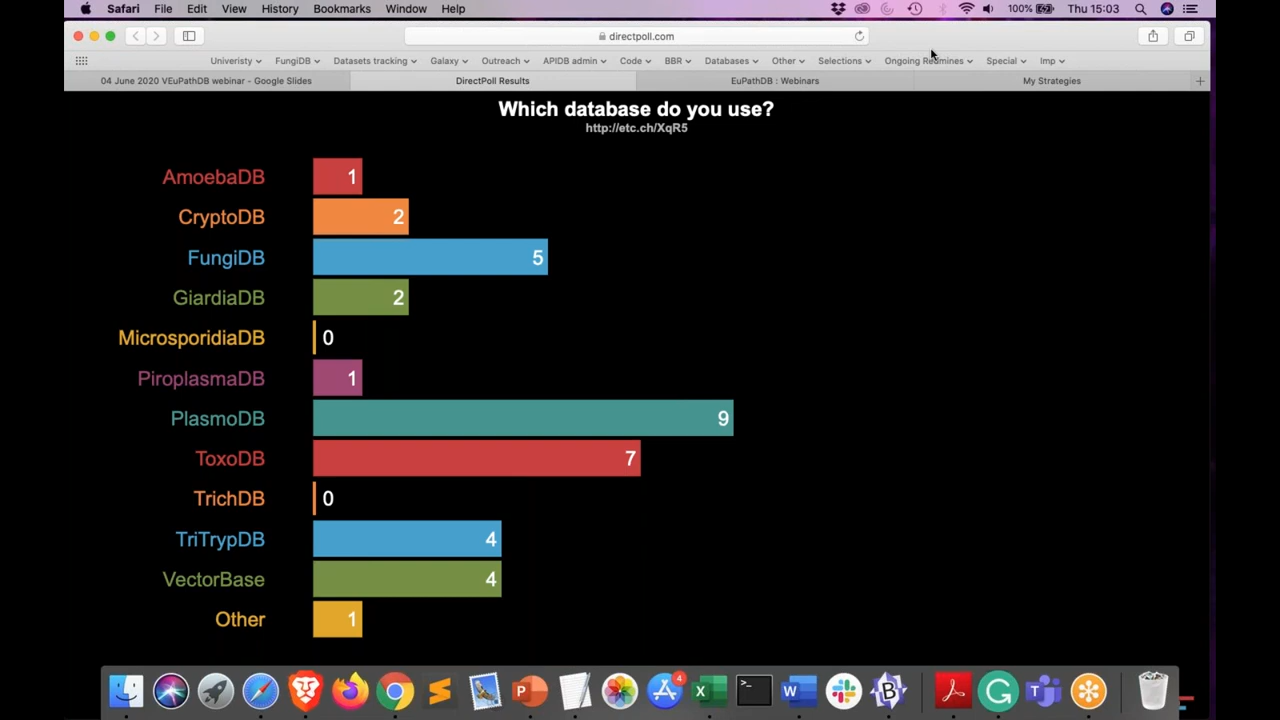 Safari File Edit View History Bookmarks Window Help 100% Thu 15:03
directpoll.com
Univeristy FungiDB Datasets tracking Galaxy Outreach APIDB admin Code BBR Databases Other Selections Ongoing Redmines Special Imp
04 June 2020 VEuPathDB webinar - Google Slides DirectPoll Results EuPathDB : Webinars My Strategies +
Which database do you use?
http://etc.ch/XqR5
AmoebaDB 1
CryptoDB 2
FungiDB 5
GiardiaDB 2
MicrosporidiaDB 0
PiroplasmaDB 1
PlasmoDB 9
ToxoDB 7
TrichDB 0
TriTrypDB 4
VectorBase 4
Other 1
4